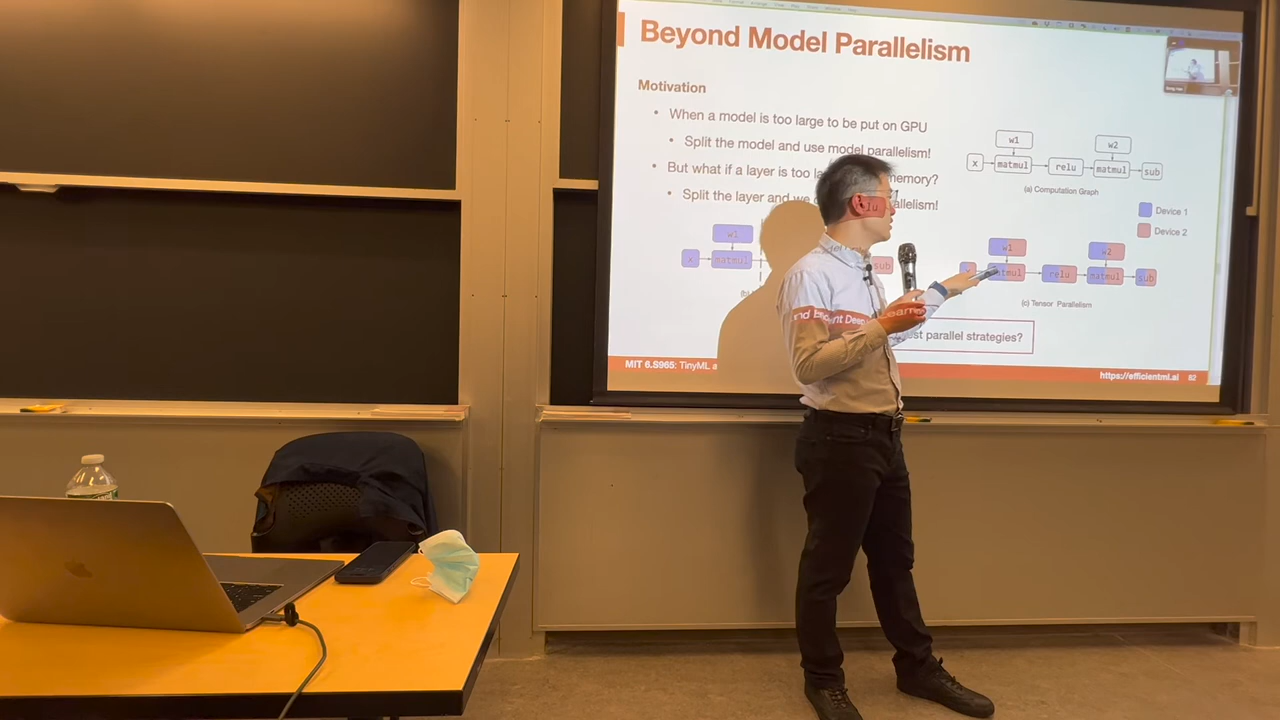 Beyond Model Parallelism
Motivation
• When a model is too large to be put on GPU
• Split the model and use model parallelism!
• But what if a layer is too memory?
• Split the layer and we
w1
x matmul
sub
w1 w2
x matmul relu matmul sub
(a) Computation Graph
Device 1
Device 2
w1 w2
relu matmul sub
(c) Tensor Parallelism
parallel strategies?
MIT 6.S965: TinyML
https://efficientml.ai 82